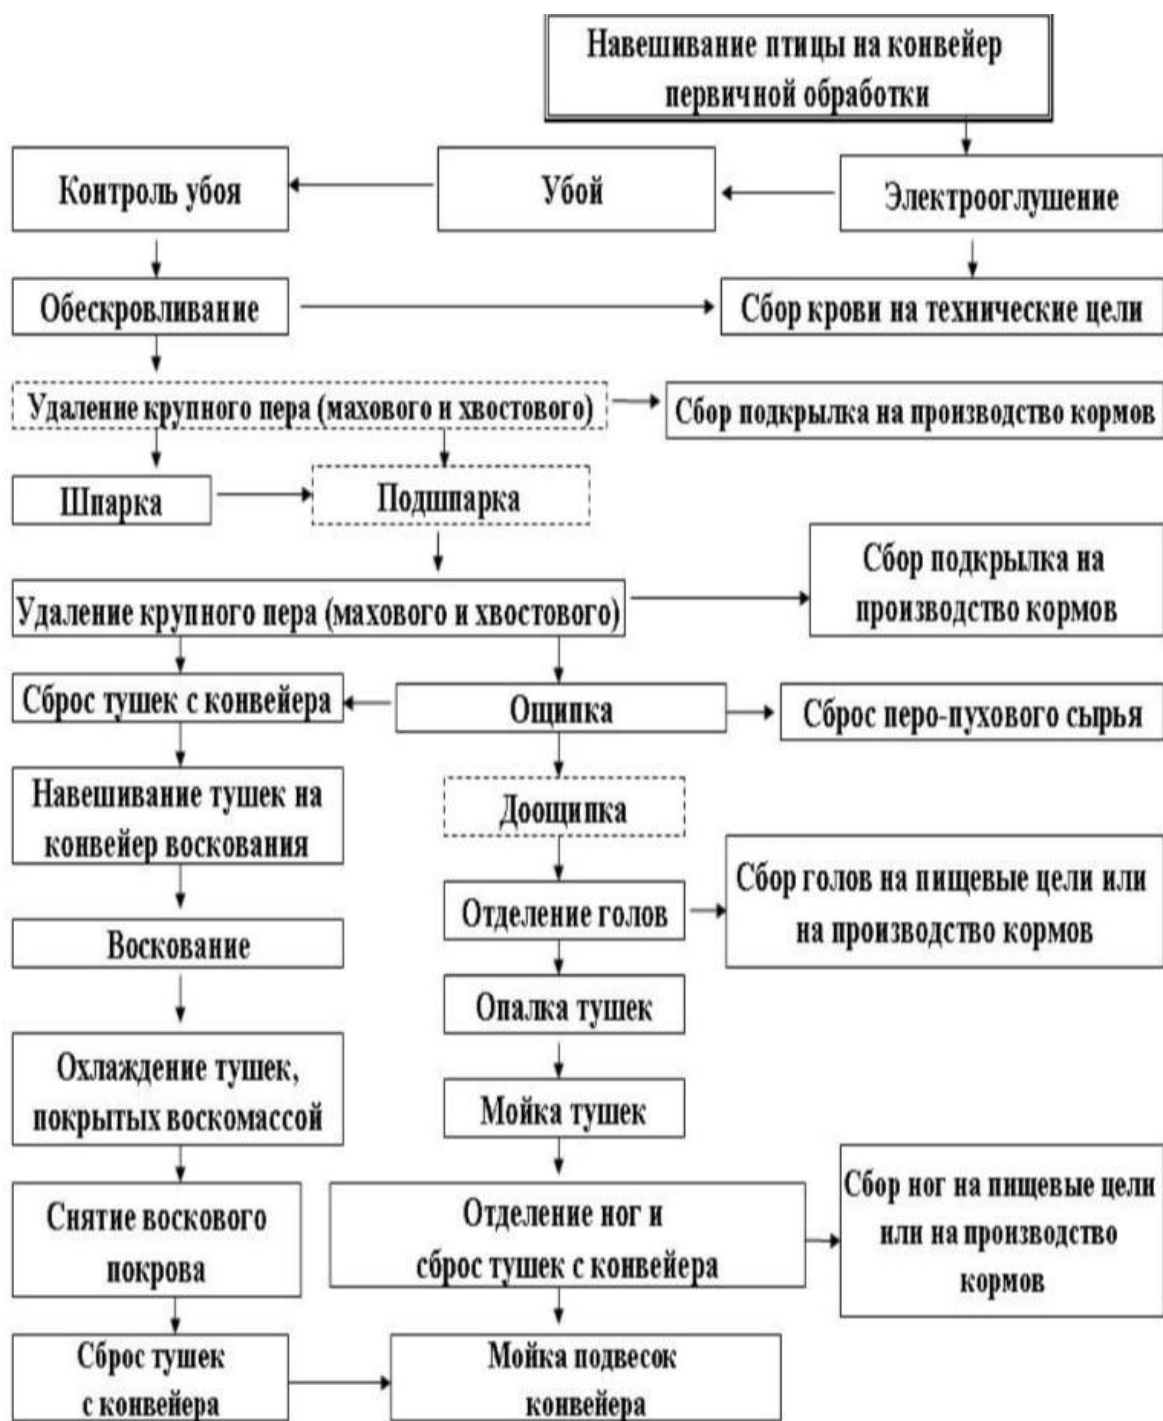 Навешивание птицы на конвейер
первичной обработки
Контроль убоя
Убой
Электрооглушение
Обескровливание
Сбор крови на технические цели
Удаление крупного пера (махового и хвостового)
Сбор подкрылка на производство кормов
Шпарка
Подшпарка
Сбор подкрылка на
производство кормов
Удаление крупного пера (махового и хвостового)
Сброс тушек с конвейера
Ощипка
Сброс перо-пухового сырья
Навешивание тушек на
конвейер воскования
Доощипка
Сбор голов на пищевые цели или
на производство кормов
Отделение голов
Воскование
Опалка тушек
Охлаждение тушек,
покрытых воскомассой
Мойка тушек
Снятие воскового
покрова
Отделение ног и
сброс тушек с конвейера
Сбор ног на пищевые цели
или на производство
кормов
Сброс тушек
с конвейера
Мойка подвесок
конвейера